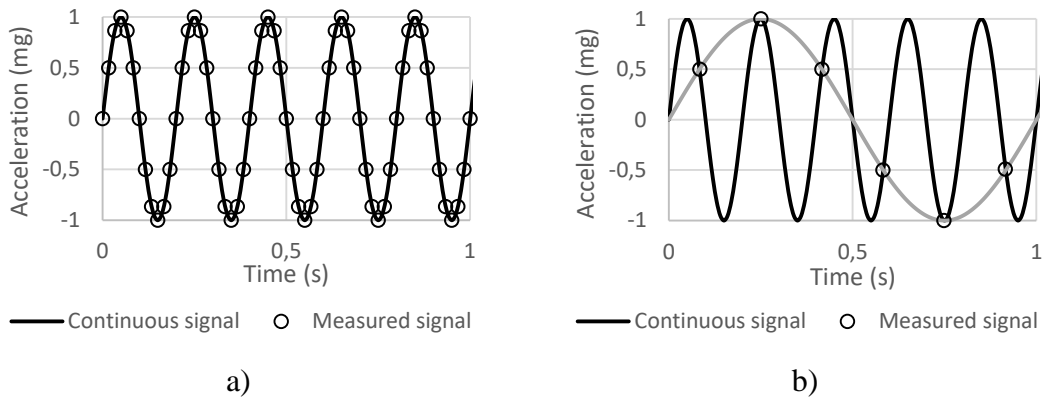 Acceleration (mg)
1
0,5
0
-0,5
-1
0
0,5
1
Time (s)
Continuous signal
Measured signal
a)
Acceleration (mg)
1
0,5
0
-0,5
-1
0
0,5
1
Time (s)
Continuous signal
Measured signal
b)